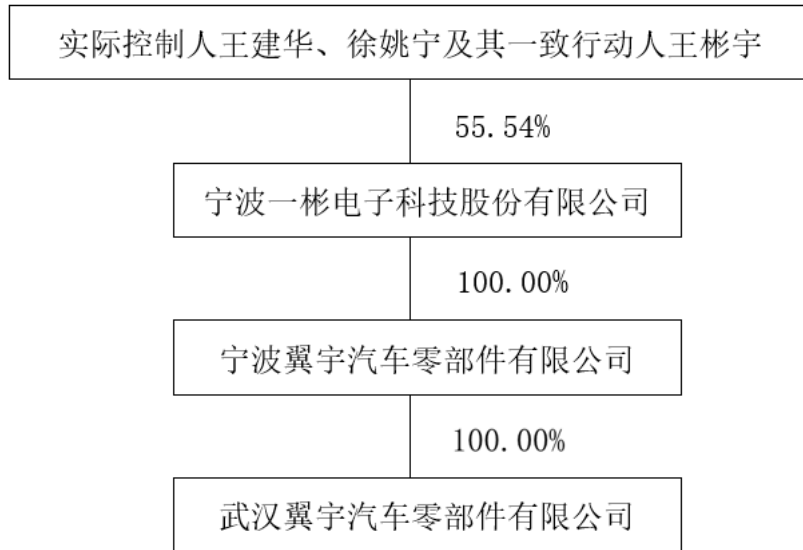 实际控制人王建华、徐姚宁及其一致行动人王彬宇
55.54%
宁波一彬电子科技股份有限公司
100.00%
宁波翼宇汽车零部件有限公司
100.00%
武汉翼宇汽车零部件有限公司